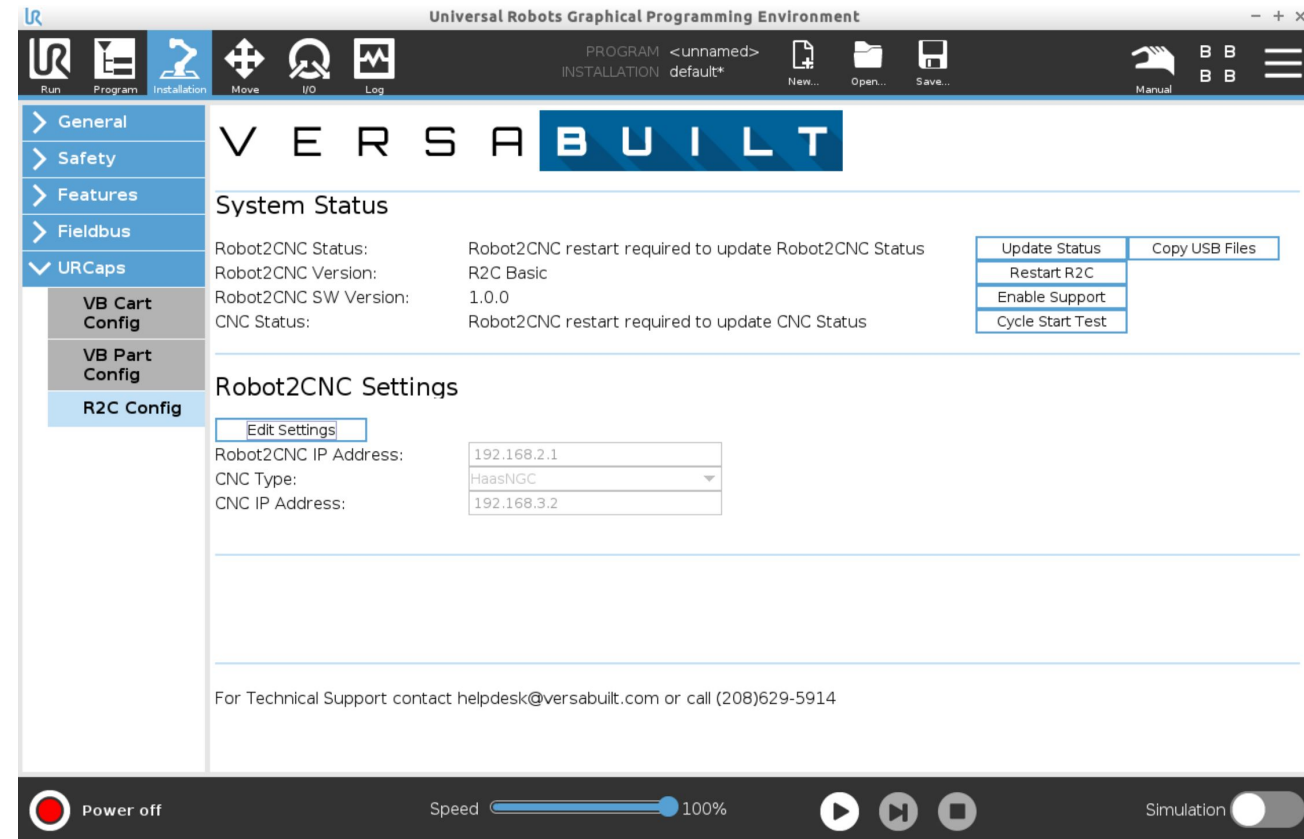 Universal Robots Graphical Programming Environment
PROGRAM <unnamed>
INSTALLATION default*
Run Program Installation Move I/O Log New... Open... Save... Manual
B B
B B
General
Safety
Features
Fieldbus
URCaps
VB Cart
Config
VB Part
Config
R2C Config
VERSABUILT
System Status
Robot2CNC Status: Robot2CNC restart required to update Robot2CNC Status Update Status Copy USB Files
Robot2CNC Version: R2C Basic Restart R2C
Robot2CNC SW Version: 1.0.0 Enable Support
CNC Status: Robot2CNC restart required to update CNC Status Cycle Start Test
Robot2CNC Settings
Edit Settings
Robot2CNC IP Address: 192.168.2.1
CNC Type: HaasNGC
CNC IP Address: 192.168.3.2
For Technical Support contact helpdesk@versabuilt.com or call (208)629-5914
Power off Speed 100% Simulation